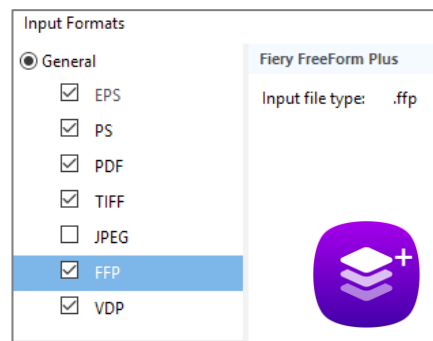 Input Formats
General
EPS
PS
PDF
TIFF
JPEG
FFP
VDP
Fiery FreeForm Plus
Input file type: .ffp